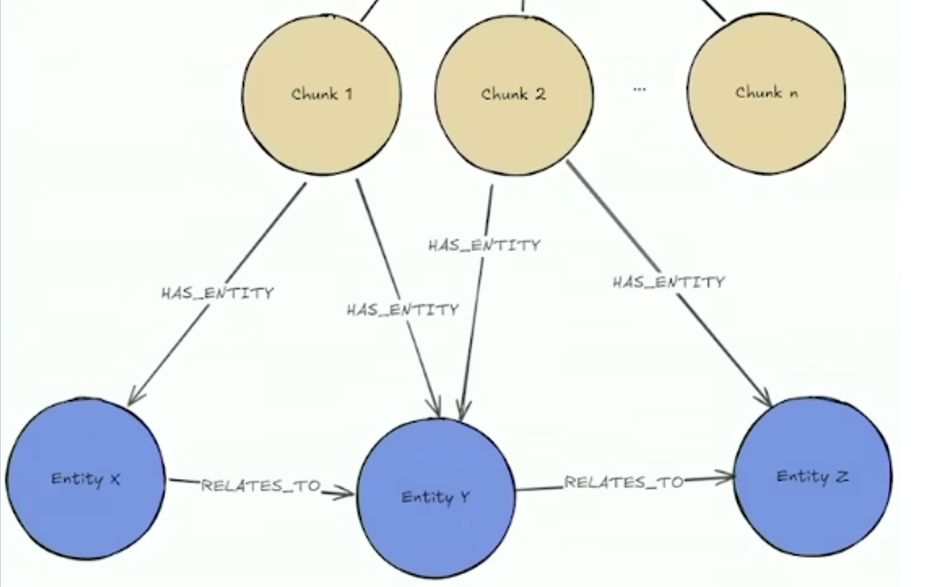 Chunk 1
Chunk 2
...
Chunk n
HAS_ENTITY
HAS_ENTITY
HAS_ENTITY
HAS_ENTITY
Entity X
RELATES_TO
Entity Y
RELATES_TO
Entity Z